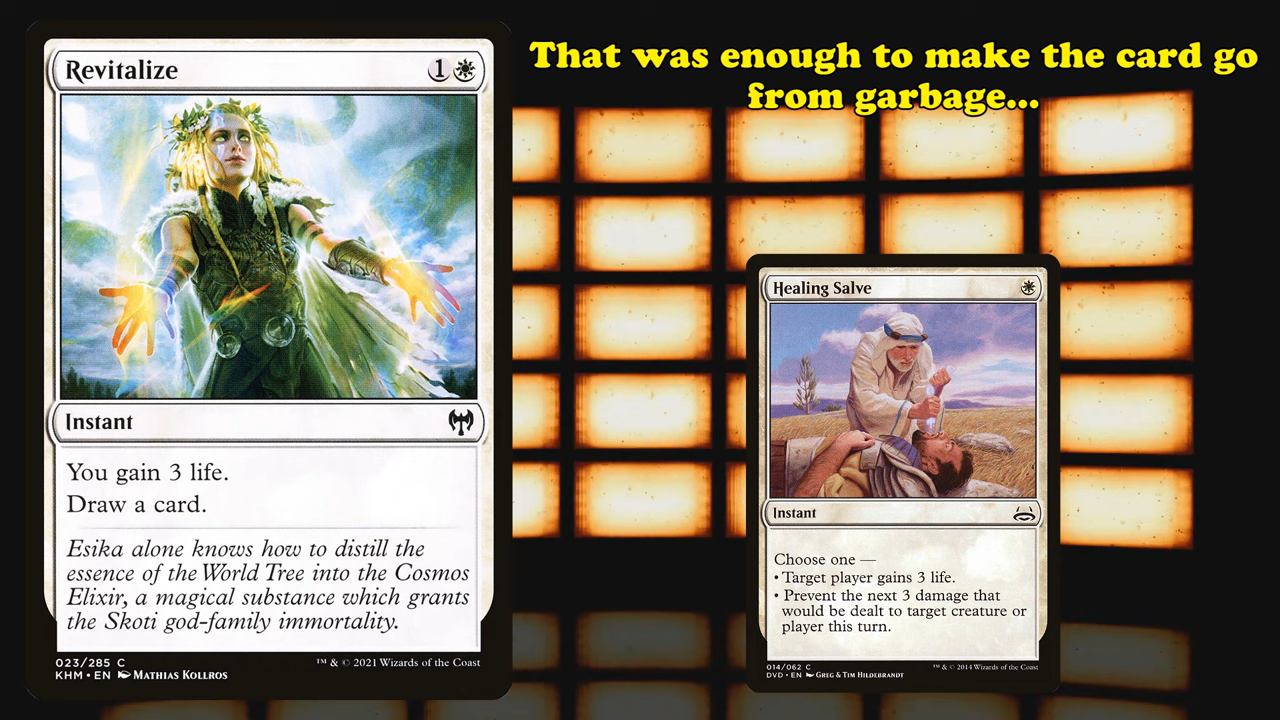 That was enough to make the card go
from garbage...
Revitalize
1
Instant
You gain 3 life.
Draw a card.
Esika alone knows how to distill the
essence of the World Tree into the Cosmos
Elixir, a magical substance which grants
the Skoti god-family immortality.
023/285 C
KHM • EN Mathias Kollros
™ & © 2021 Wizards of the Coast
Healing Salve
Instant
Choose one —
• Target player gains 3 life.
• Prevent the next 3 damage that
would be dealt to target creature or
player this turn.
014/062 C
DVD • EN Greg & Tim Hildebrandt
™ & © 2014 Wizards of the Coast